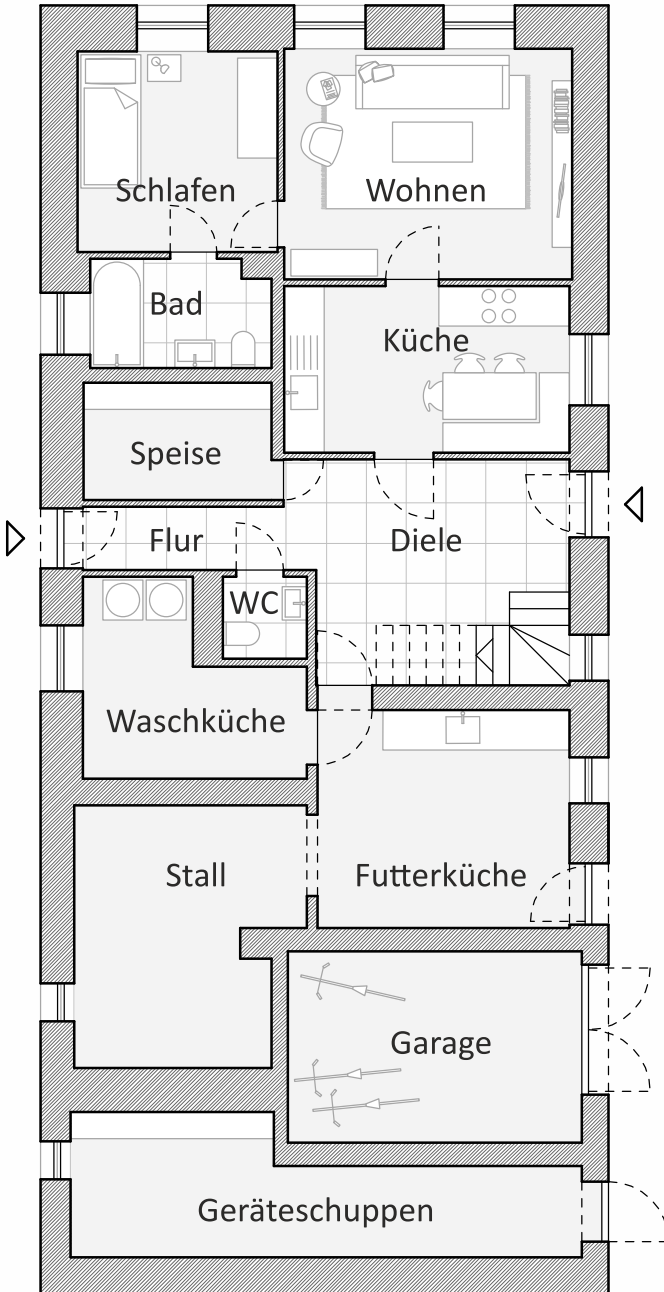 Schlafen
Wohnen
Bad
Küche
Speise
Flur
Diele
WC
Waschküche
Stall
Futterküche
Garage
Geräteschuppen